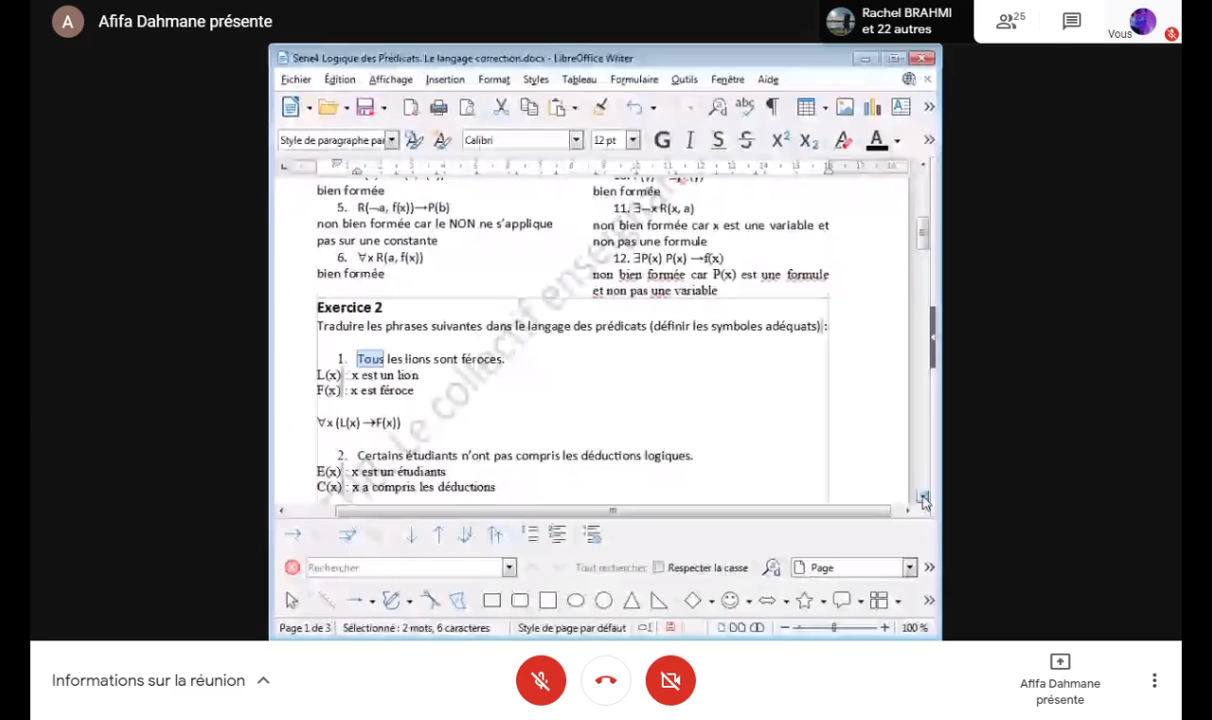 A
Afifa Dahmane présente
Rachel BRAHMI
et 22 autres
25
Vous
Serie4 Logique des Prédicats. Le langage correction.docx - LibreOffice Writer
Fichier Édition Affichage Insertion Format Styles Tableau Formulaire Outils Fenêtre Aide
Style de paragraphe par Calibri 12 pt G I S S X² X₂ A
bien formée
5. R(¬a, f(x))→P(b)
non bien formée car le NON ne s'applique
pas sur une constante
6. ∀x R(a, f(x))
bien formée
bien formée
11. ∃¬x R(x, a)
non bien formée car x est une variable et
non pas une formule
12. ∃P(x) P(x) →f(x)
non bien formée car P(x) est une formule
et non pas une variable
Exercice 2
Traduire les phrases suivantes dans le langage des prédicats (définir les symboles adéquats) :
1. Tous les lions sont féroces.
L(x) : x est un lion
F(x) : x est féroce
∀x (L(x) →F(x))
2. Certains étudiants n'ont pas compris les déductions logiques.
E(x) : x est un étudiants
C(x) : x a compris les déductions
Le collectif enseignant
Rechercher Tout rechercher Respecter la casse Page
Page 1 de 3 Sélectionné : 2 mots, 6 caractères Style de page par défaut 100 %
Informations sur la réunion
Afifa Dahmane
présente